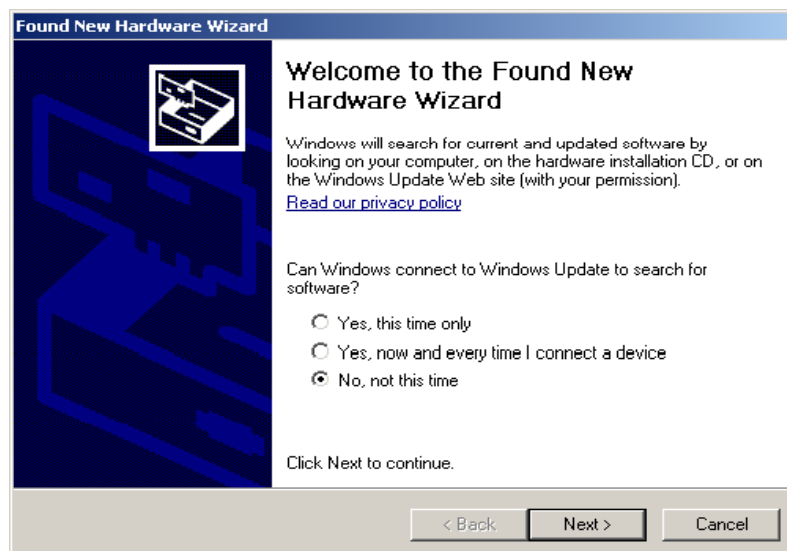 Found New Hardware Wizard
Welcome to the Found New
Hardware Wizard
Windows will search for current and updated software by
looking on your computer, on the hardware installation CD, or on
the Windows Update Web site (with your permission).
Read our privacy policy
Can Windows connect to Windows Update to search for
software?
Yes, this time only
Yes, now and every time I connect a device
No, not this time
Click Next to continue.
< Back
Next >
Cancel